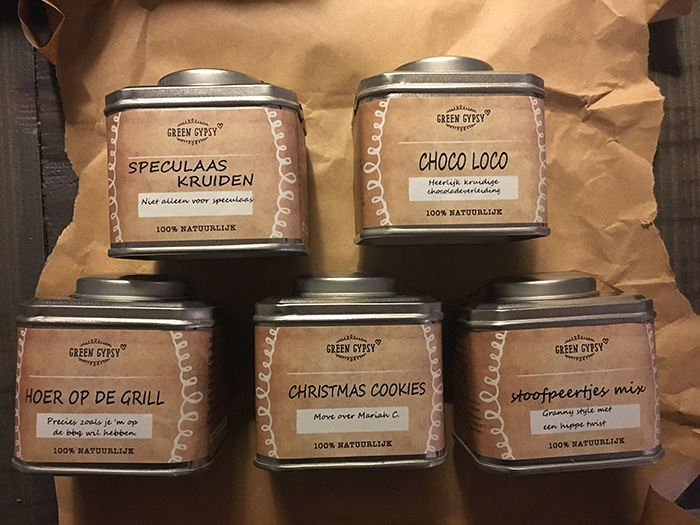 GREEN GYPSY
SPECULAAS
KRUIDEN
Niet alleen voor speculaas
100% NATUURLIJK
GREEN GYPSY
CHOCO LOCO
Heerlijk kruidige
chocoladeverleiding
100% NATUURLIJK
GREEN GYPSY
HOER OP DE GRILL
Precies zoals je 'm op
de bbq wil hebben.
100% NATUURLIJK
GREEN GYPSY
CHRISTMAS COOKIES
Move over Mariah C.
100% NATUURLIJK
GREEN GYPSY
stoofpeertjes mix
Granny style met
een hippe twist
100% NATUURLIJK